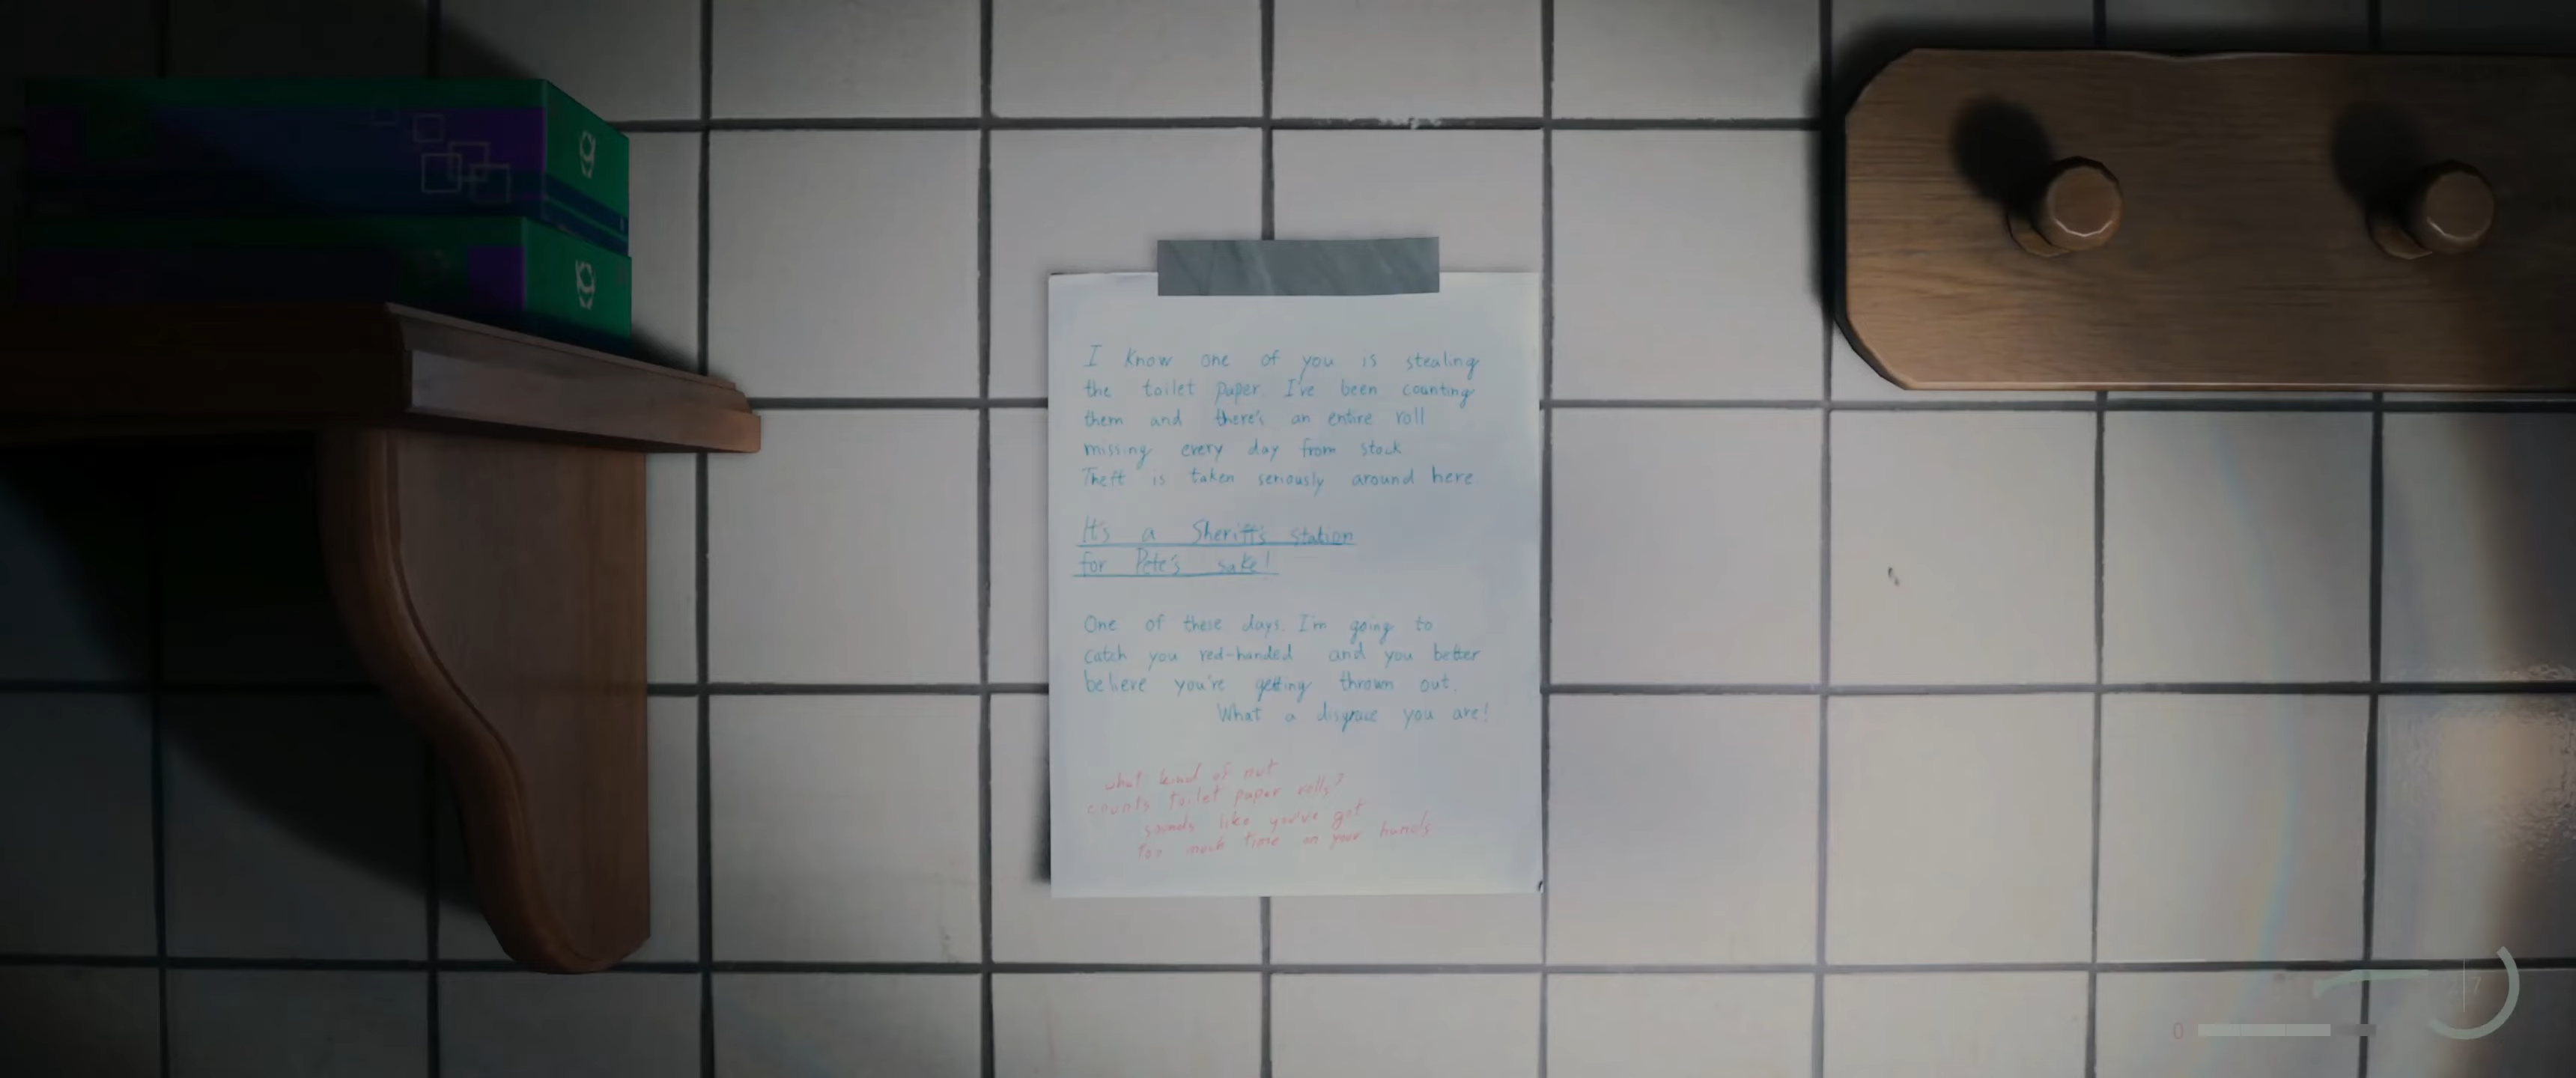 I know one of you is stealing
the toilet paper. I've been counting
them and there's an entire roll
missing every day from stock
Theft is taken seriously around here
It's a Sheriff's station
for Pete's sake!
One of these days. I'm going to
catch you red-handed and you better
believe you're getting thrown out.
What a disgrace you are!
what kind of nut
counts toilet paper rolls?
sounds like you've got
too much time on your hands
g
g
0
7